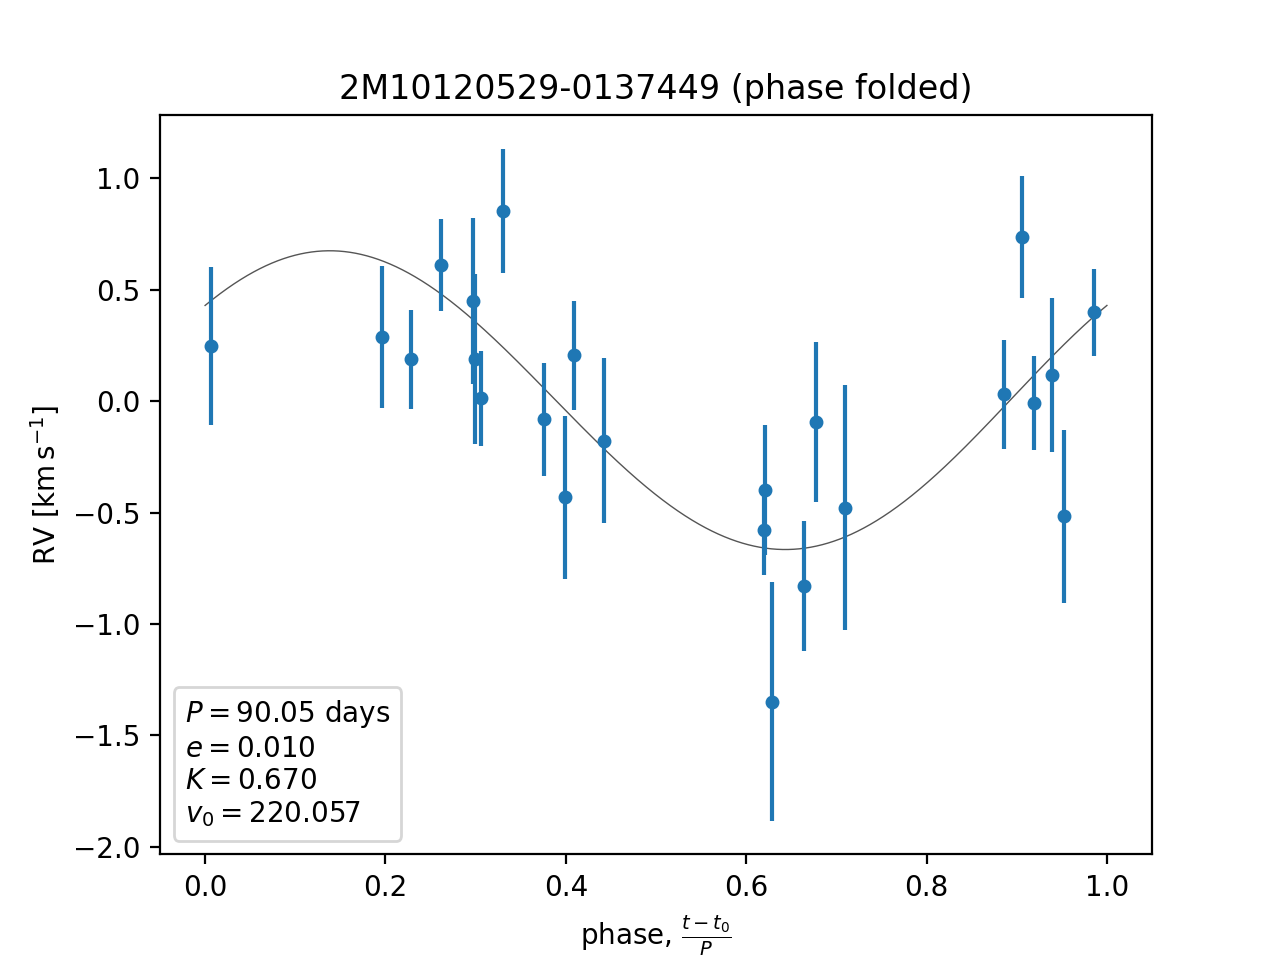 2M10120529-0137449 (phase folded)
RV [km s⁻¹]
1.0
0.5
0.0
−0.5
−1.0
−1.5
−2.0
P = 90.05 days
e = 0.010
K = 0.670
v₀ = 220.057
0.0 0.2 0.4 0.6 0.8 1.0
phase, (t − t₀)/P